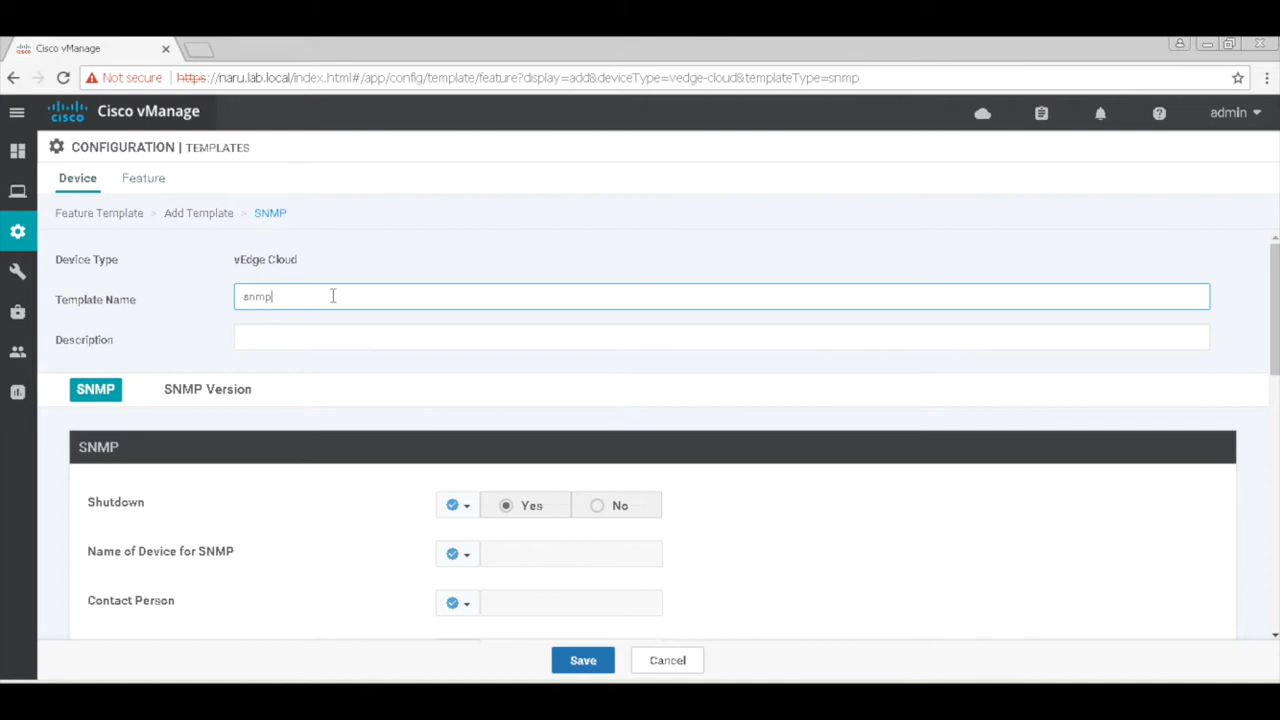 Cisco vManage
Not secure | https://naru.lab.local/index.html#/app/config/template/feature?display=add&deviceType=vedge-cloud&templateType=snmp
CISCO Cisco vManage admin
CONFIGURATION | TEMPLATES
Device Feature
Feature Template > Add Template > SNMP
Device Type vEdge Cloud
Template Name snmp
Description
SNMP SNMP Version
SNMP
Shutdown Yes No
Name of Device for SNMP
Contact Person
Save Cancel